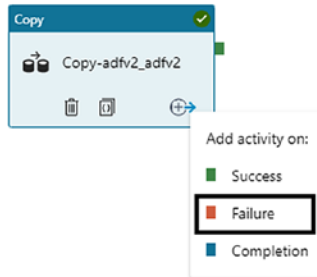 Copy
Copy-adfv2_adfv2
Add activity on:
Success
Failure
Completion